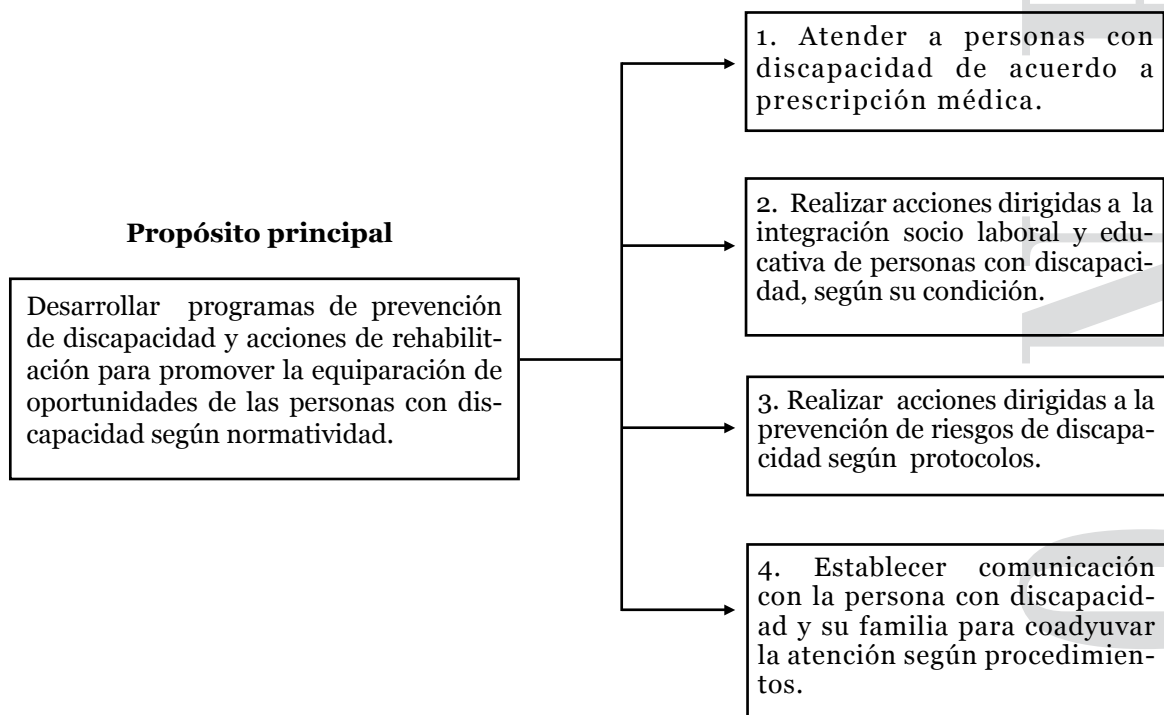 Propósito principal
Desarrollar programas de prevención
de discapacidad y acciones de rehabilit-
ación para promover la equiparación de
oportunidades de las personas con dis-
capacidad según normatividad.
1. Atender a personas con
discapacidad de acuerdo a
prescripción médica.
2. Realizar acciones dirigidas a la
integración socio laboral y edu-
cativa de personas con discapaci-
dad, según su condición.
3. Realizar acciones dirigidas a la
prevención de riesgos de discapa-
cidad según protocolos.
4. Establecer comunicación
con la persona con discapacid-
ad y su familia para coadyuvar
la atención según procedimien-
tos.